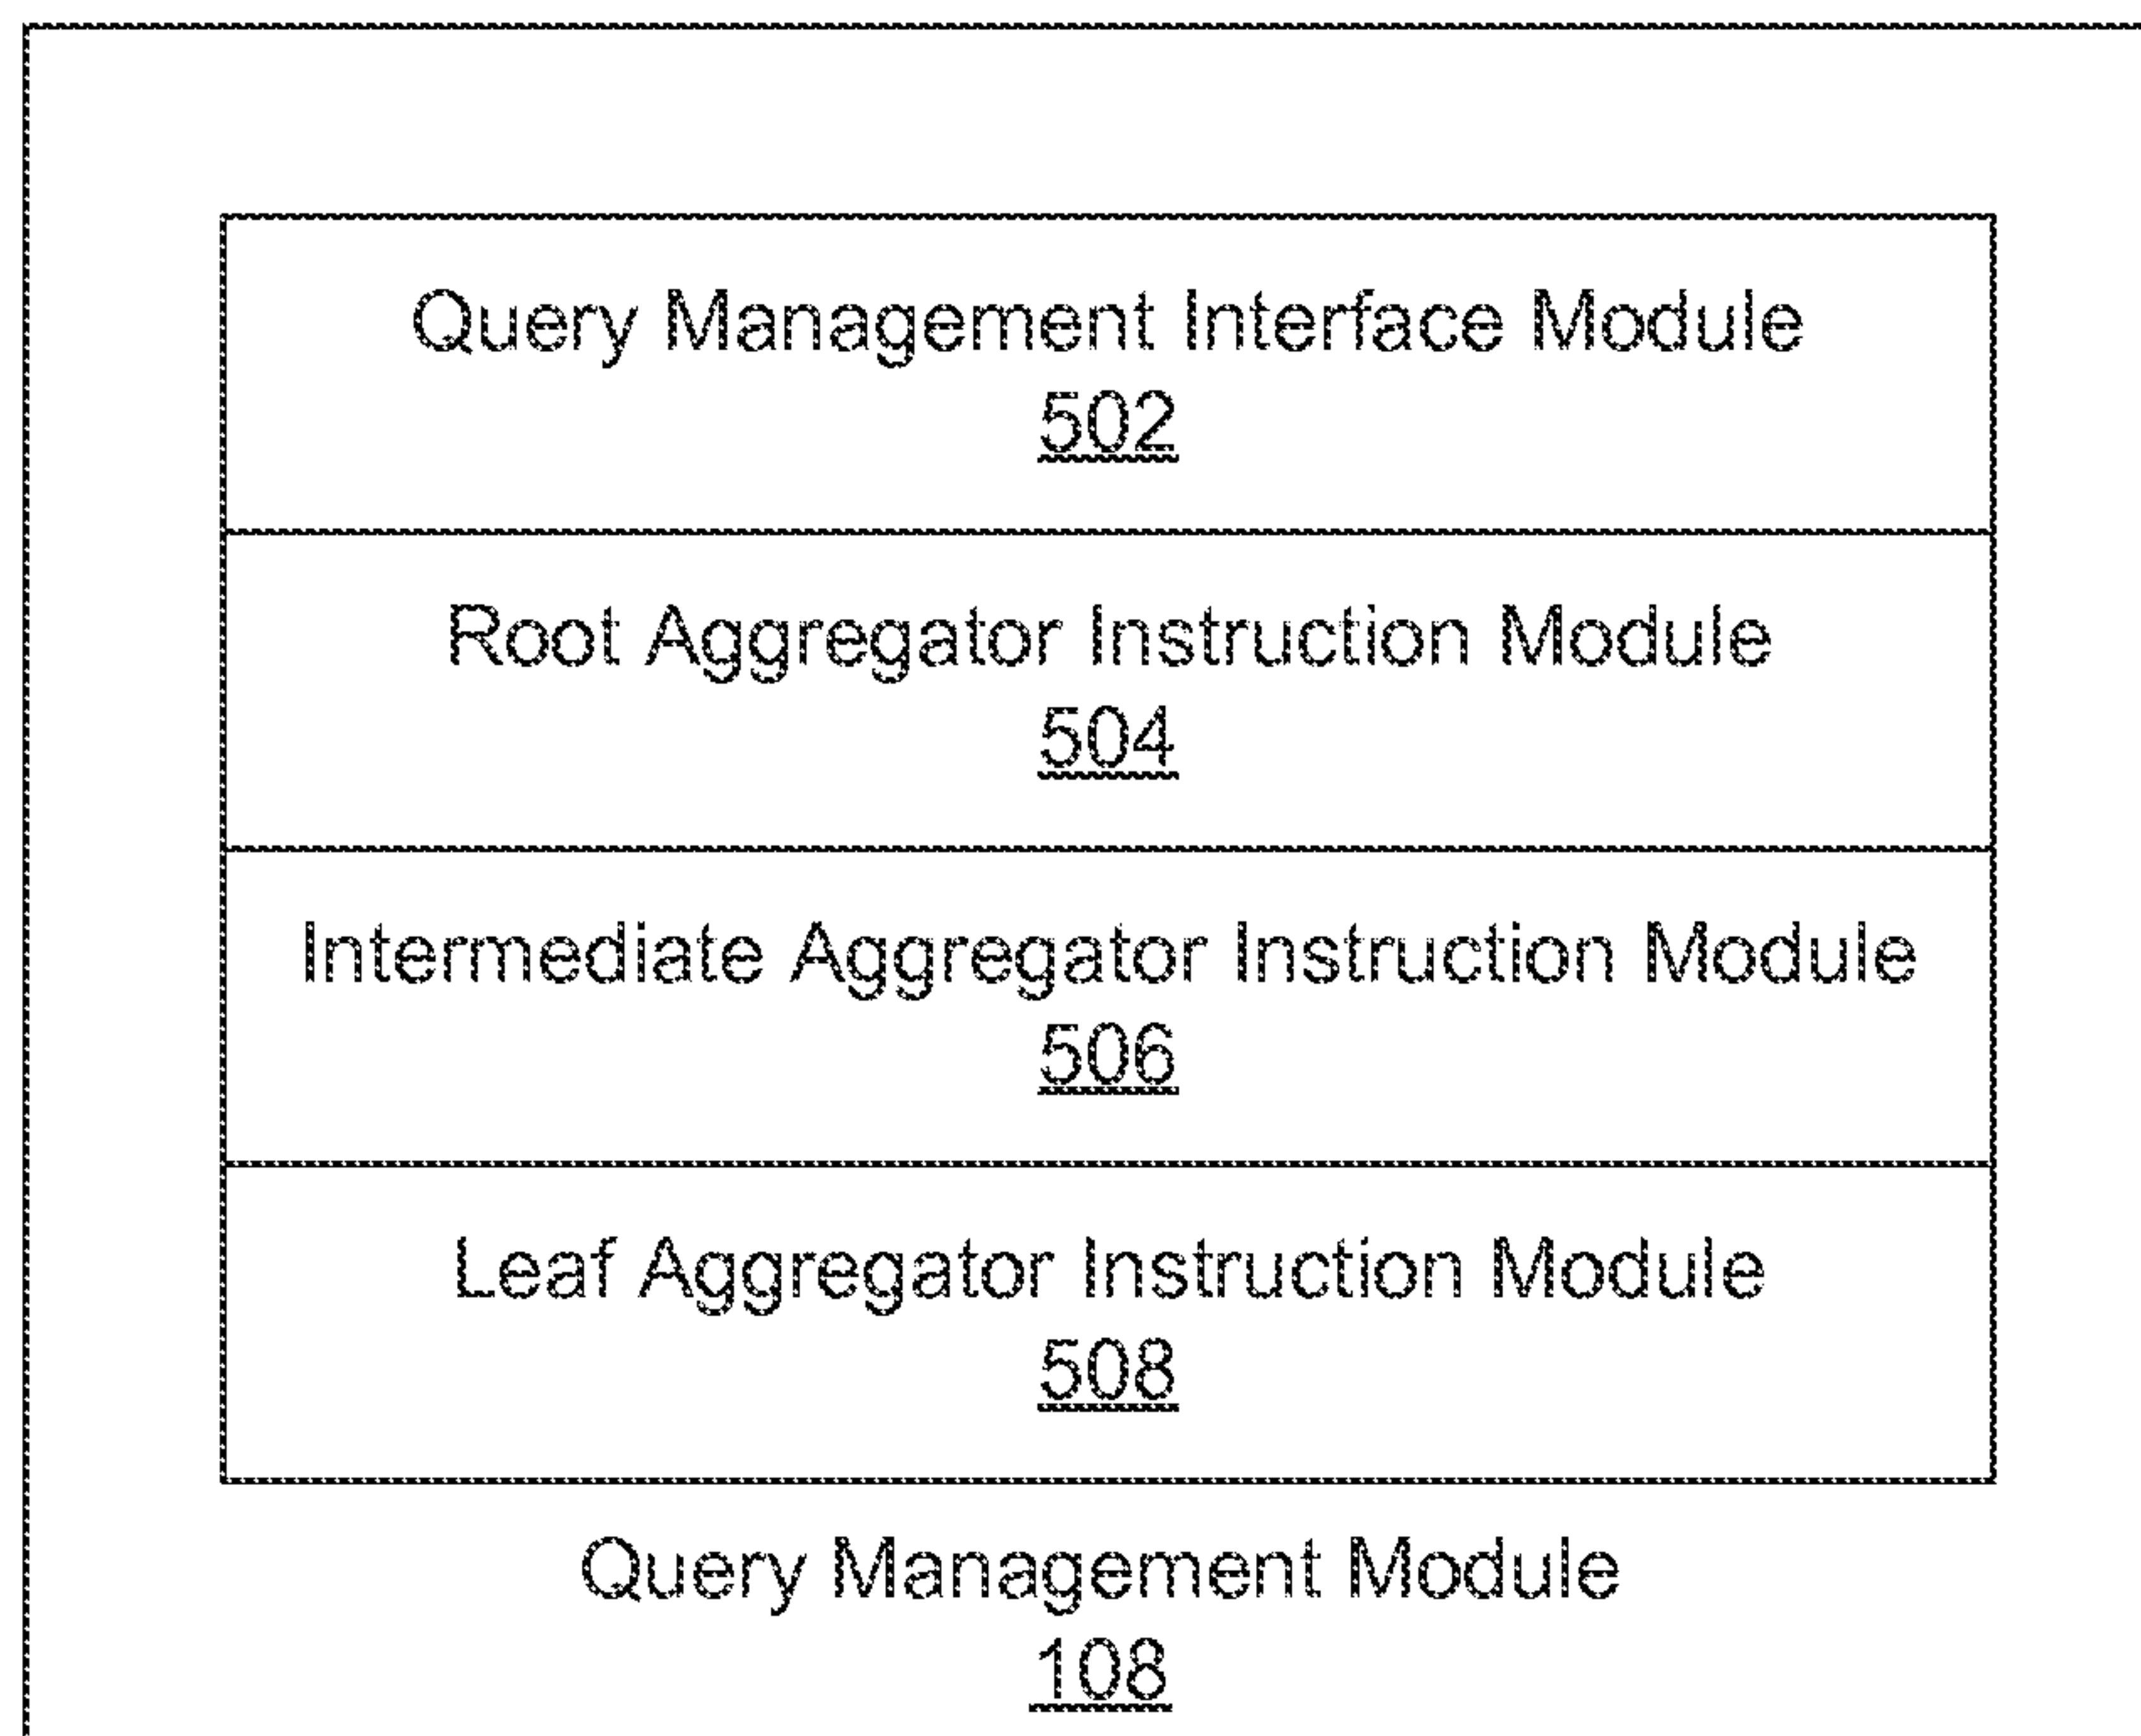 Query Management Interface Module
502
Root Aggregator Instruction Module
504
Intermediate Aggregator Instruction Module
506
Leaf Aggregator Instruction Module
508
Query Management Module
108